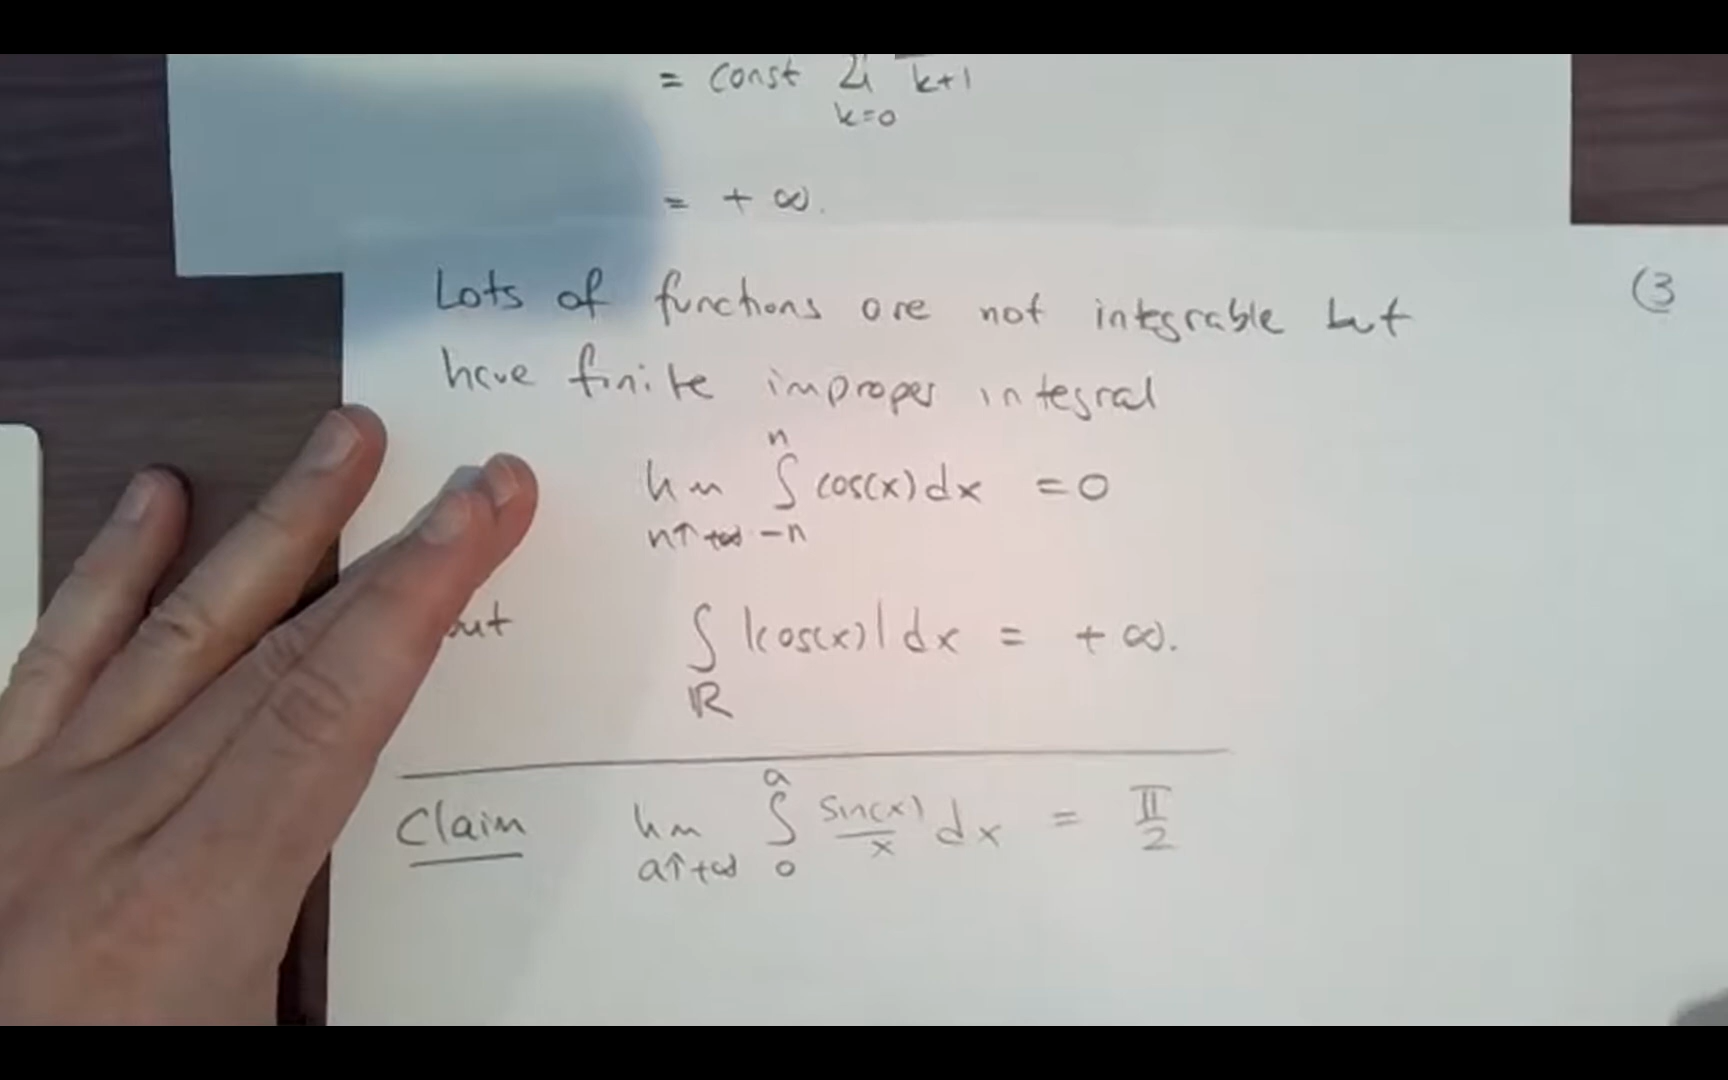 = const Σ k+1
k=0
= + ∞.
(3
Lots of functions are not integrable but
have finite improper integral
lim ∫ cos(x) dx = 0
n↑+∞ -n
n
but ∫ |cos(x)| dx = + ∞.
ℝ
Claim lim ∫ sin(x)/x dx = π/2
a↑+∞ 0
a